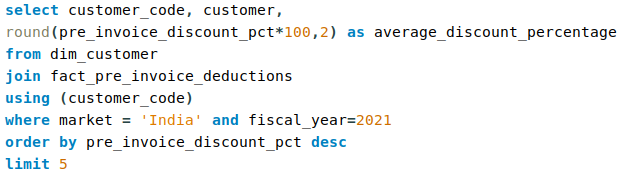 select customer_code, customer,
round(pre_invoice_discount_pct*100,2) as average_discount_percentage
from dim_customer
join fact_pre_invoice_deductions
using (customer_code)
where market = 'India' and fiscal_year=2021
order by pre_invoice_discount_pct desc
limit 5